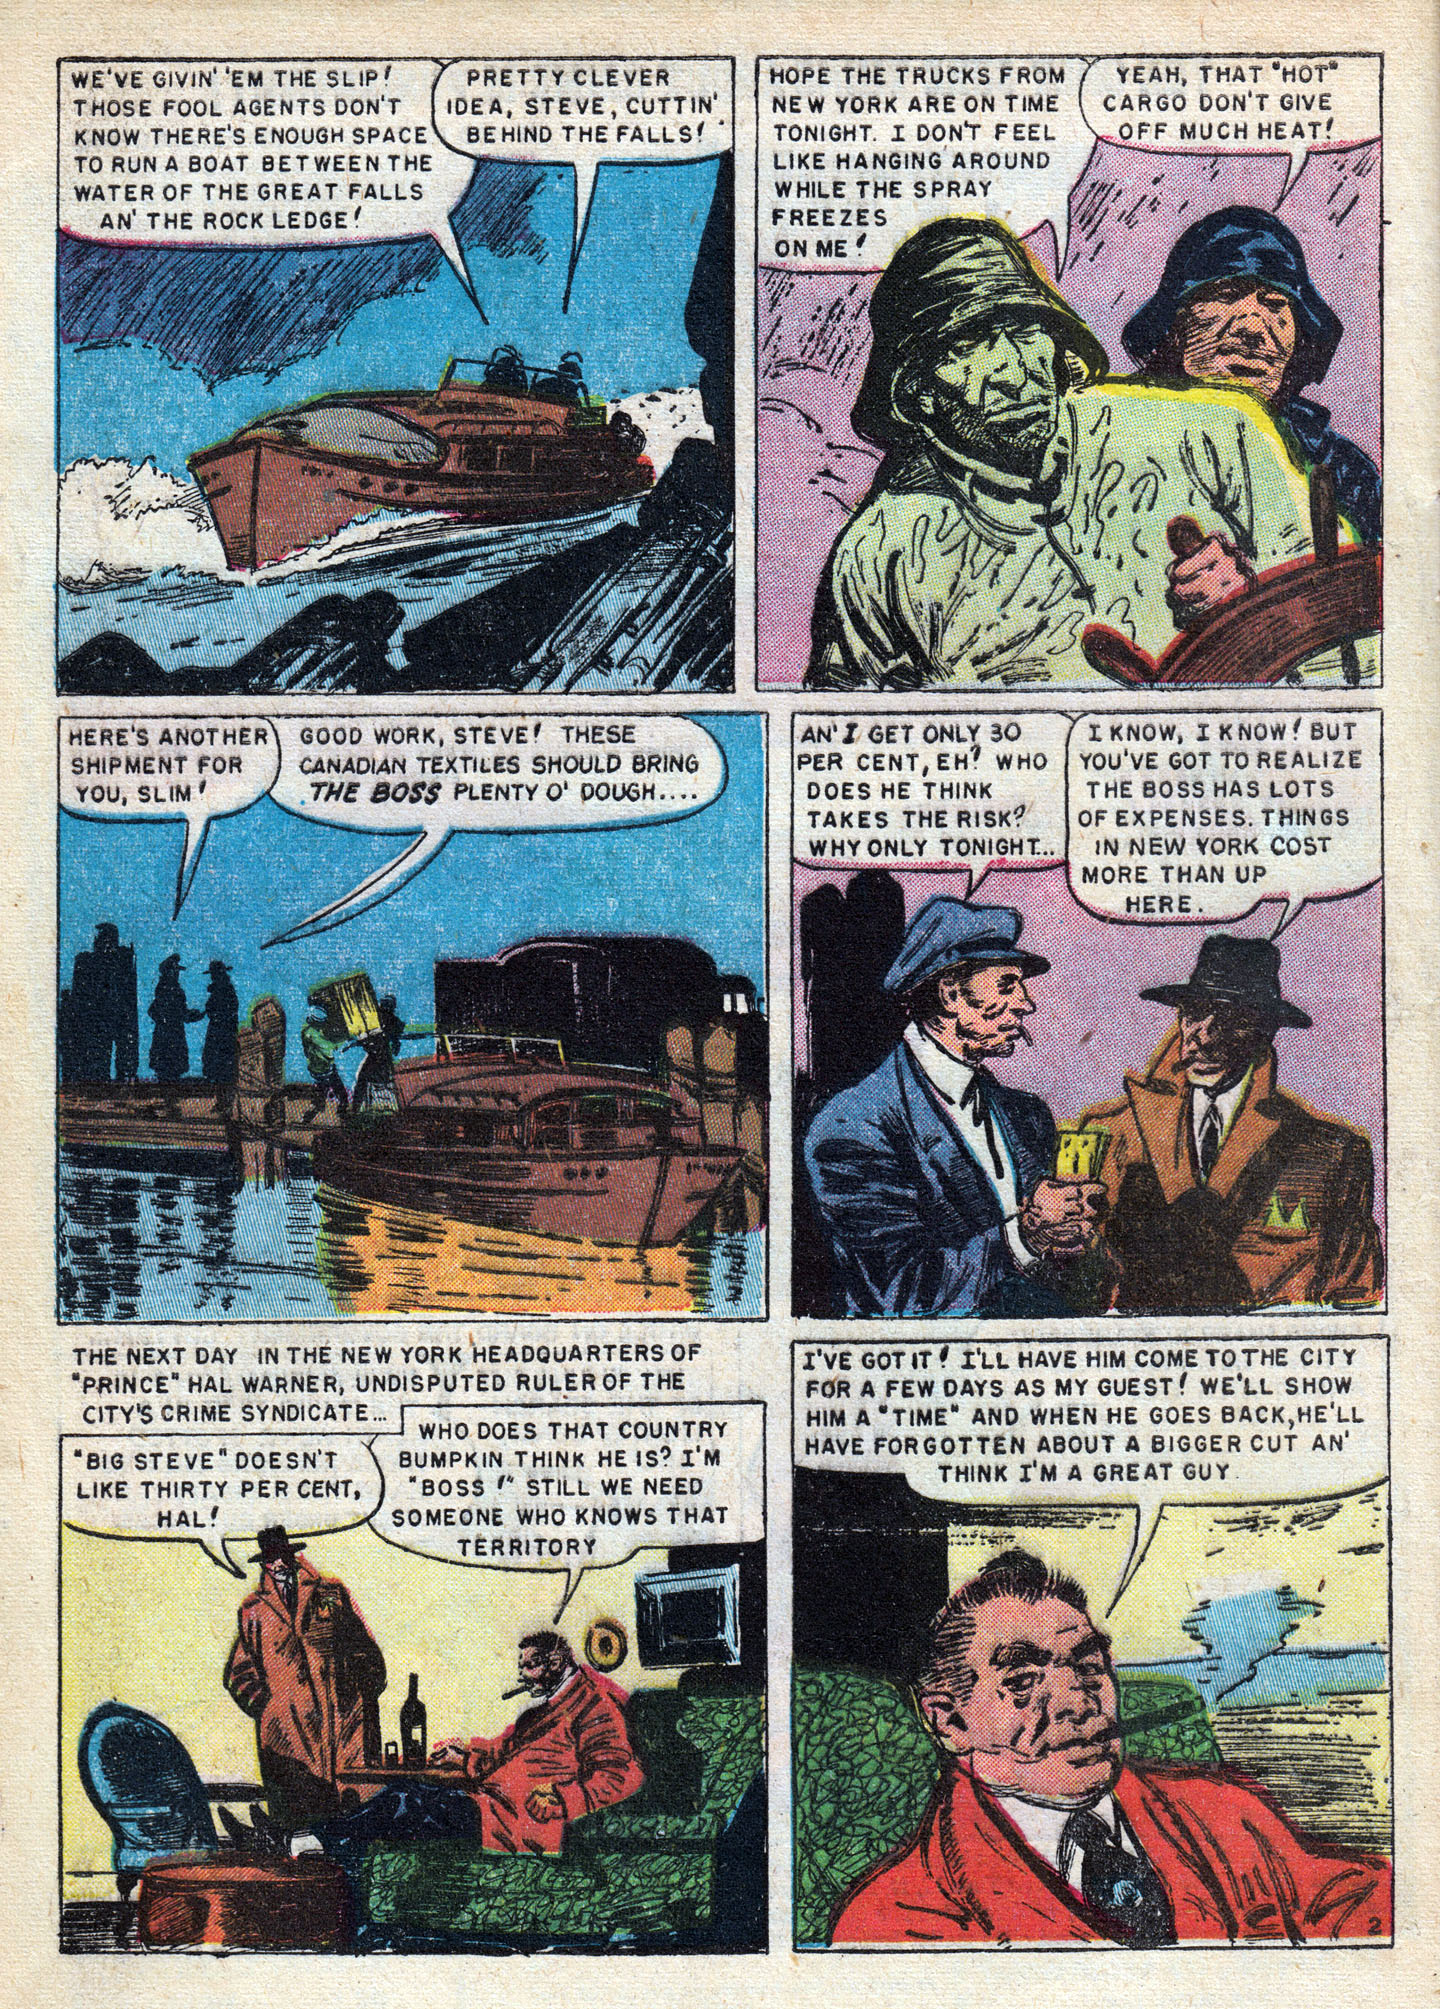 WE'VE GIVIN' 'EM THE SLIP!
THOSE FOOL AGENTS DON'T
KNOW THERE'S ENOUGH SPACE
TO RUN A BOAT BETWEEN THE
WATER OF THE GREAT FALLS
AN' THE ROCK LEDGE!
PRETTY CLEVER
IDEA, STEVE, CUTTIN'
BEHIND THE FALLS!
HOPE THE TRUCKS FROM
NEW YORK ARE ON TIME
TONIGHT. I DON'T FEEL
LIKE HANGING AROUND
WHILE THE SPRAY
FREEZES
ON ME!
YEAH, THAT "HOT"
CARGO DON'T GIVE
OFF MUCH HEAT!
HERE'S ANOTHER
SHIPMENT FOR
YOU, SLIM!
GOOD WORK, STEVE! THESE
CANADIAN TEXTILES SHOULD BRING
THE BOSS PLENTY O' DOUGH....
AN' I GET ONLY 30
PER CENT, EH? WHO
DOES HE THINK
TAKES THE RISK?
WHY ONLY TONIGHT...
I KNOW, I KNOW! BUT
YOU'VE GOT TO REALIZE
THE BOSS HAS LOTS
OF EXPENSES. THINGS
IN NEW YORK COST
MORE THAN UP
HERE.
THE NEXT DAY IN THE NEW YORK HEADQUARTERS OF
"PRINCE" HAL WARNER, UNDISPUTED RULER OF THE
CITY'S CRIME SYNDICATE...
"BIG STEVE" DOESN'T
LIKE THIRTY PER CENT,
HAL!
WHO DOES THAT COUNTRY
BUMPKIN THINK HE IS? I'M
"BOSS!" STILL WE NEED
SOMEONE WHO KNOWS THAT
TERRITORY
I'VE GOT IT! I'LL HAVE HIM COME TO THE CITY
FOR A FEW DAYS AS MY GUEST! WE'LL SHOW
HIM A "TIME" AND WHEN HE GOES BACK, HE'LL
HAVE FORGOTTEN ABOUT A BIGGER CUT AN'
THINK I'M A GREAT GUY.
2